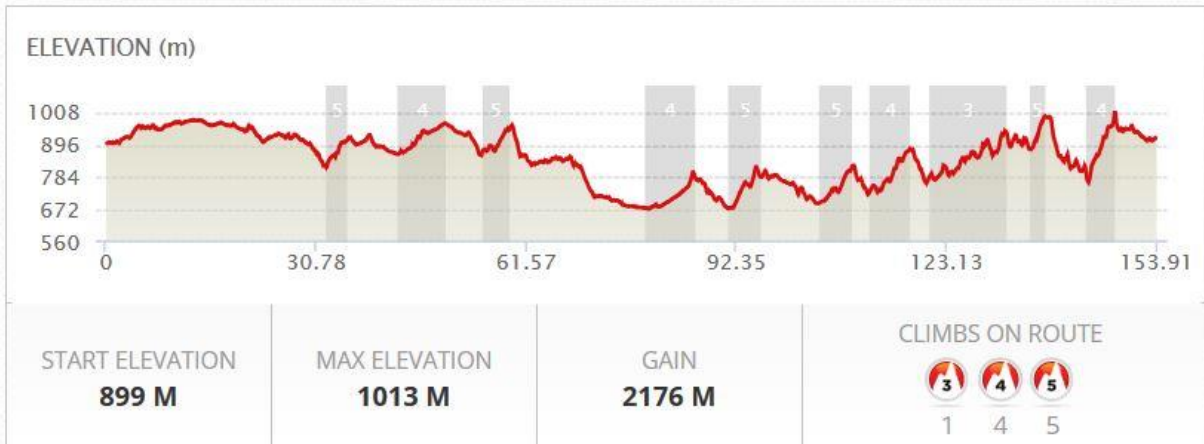 ELEVATION (m)
5 4 5 4 5 5 4 3 5 4
1008
896
784
672
560
0 30.78 61.57 92.35 123.13 153.91
START ELEVATION
899 M
MAX ELEVATION
1013 M
GAIN
2176 M
CLIMBS ON ROUTE
3 4 5
1 4 5